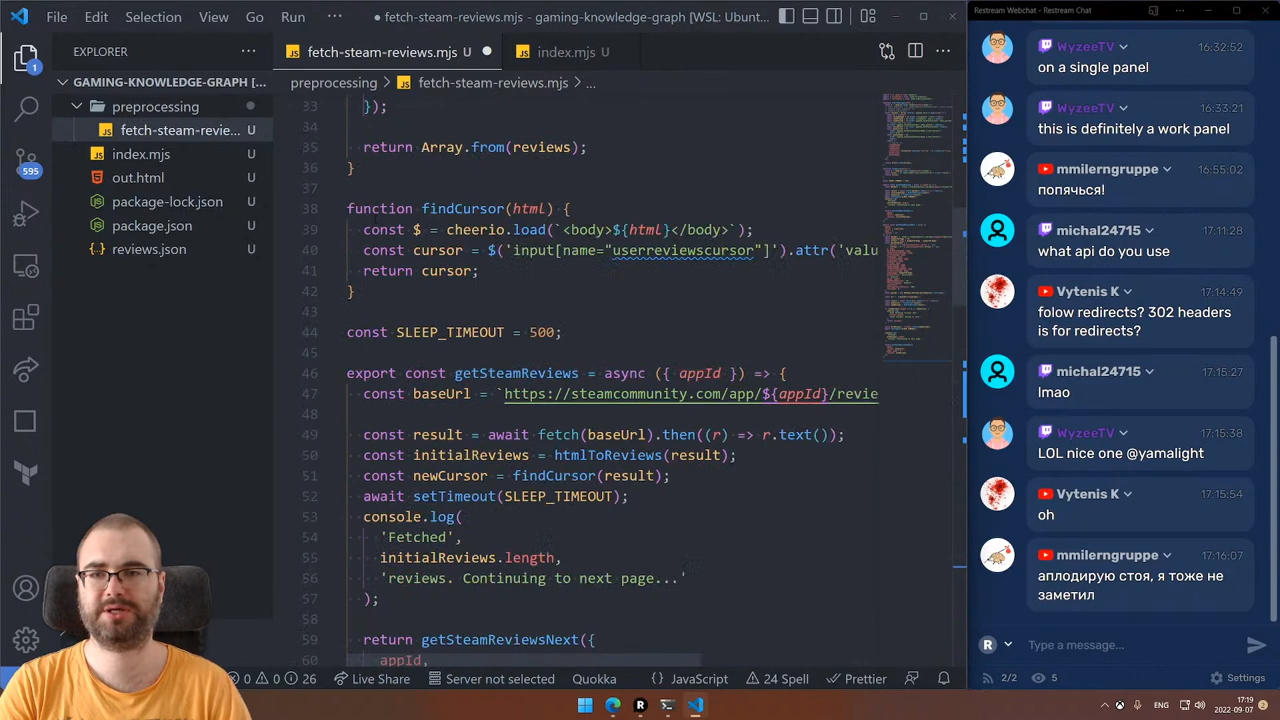 File Edit Selection View Go Run ··· ● fetch-steam-reviews.mjs - gaming-knowledge-graph [WSL: Ubunt...
EXPLORER ···
GAMING-KNOWLEDGE-GRAPH [...
preprocessing
fetch-steam-re... U
index.mjs U
out.html U
package-lock.json U
package.json U
reviews.json U
1
595
JS fetch-steam-reviews.mjs U ●
JS index.mjs U
preprocessing > JS fetch-steam-reviews.mjs > ...
33 });
34
35 return Array.from(reviews);
36 }
37
38 function findCursor(html) {
39 const $ = cheerio.load(`<body>${html}</body>`);
40 const cursor = $('input[name="userreviewscursor"]').attr('valu
41 return cursor;
42 }
43
44 const SLEEP_TIMEOUT = 500;
45
46 export const getSteamReviews = async ({ appId }) => {
47 const baseUrl = `https://steamcommunity.com/app/${appId}/revie
48
49 const result = await fetch(baseUrl).then((r) => r.text());
50 const initialReviews = htmlToReviews(result);
51 const newCursor = findCursor(result);
52 await setTimeout(SLEEP_TIMEOUT);
53 console.log(
54 'Fetched',
55 initialReviews.length,
56 'reviews. Continuing to next page...'
57 );
58
59 return getSteamReviewsNext({
60 appId,
0 0 26 Live Share Server not selected Quokka {} JavaScript 24 Spell Prettier
Restream Webchat - Restream Chat
WyzeeTV 16:32:52
on a single panel
WyzeeTV 16:33:21
this is definitely a work panel
mmilerngruppe 16:55:36
попячься!
michal24715
what api do you use
Vytenis K 17:14:46
follow redirects? 'cuz headers
is for redirects?
michal24715 17:15:27
lmao
WyzeeTV 17:15:38
LOL nice one @yamalight
Vytenis K 17:15:54
oh
mmilerngruppe 17:16:07
аплодирую стоя, я тоже не
заметил
R Type a message...
2/2 5 Settings
ENG 17:19
2022-09-07